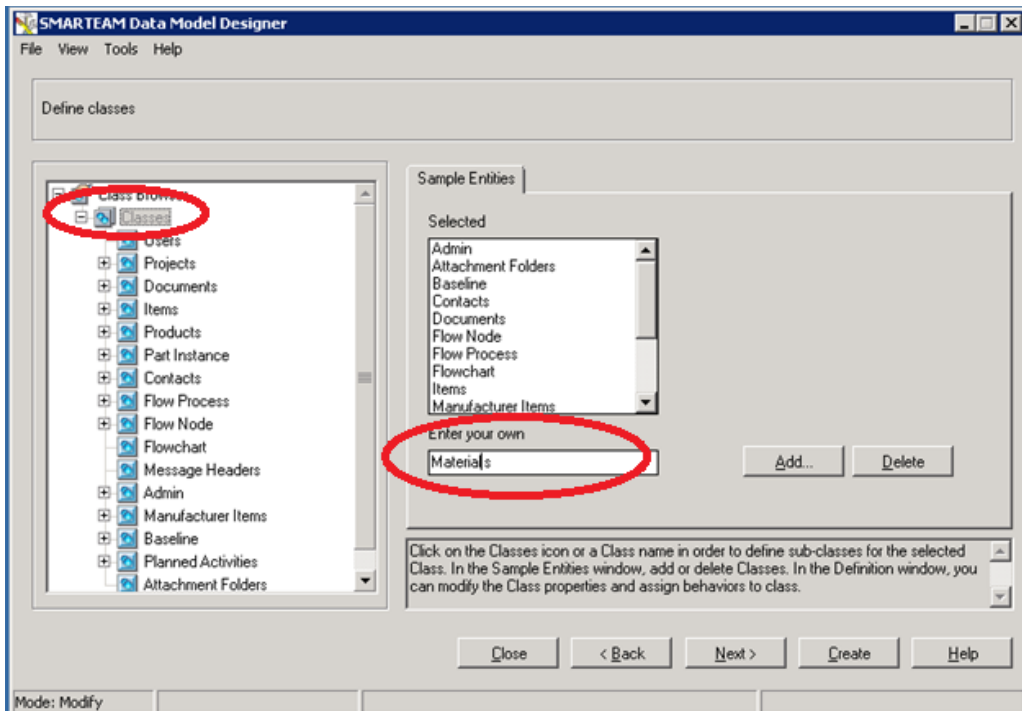 SMARTEAM Data Model Designer
File View Tools Help
Define classes
Class Browser
Classes
Users
Projects
Documents
Items
Products
Part Instance
Contacts
Flow Process
Flow Node
Flowchart
Message Headers
Admin
Manufacturer Items
Baseline
Planned Activities
Attachment Folders
Sample Entities
Selected
Admin
Attachment Folders
Baseline
Contacts
Documents
Flow Node
Flow Process
Flowchart
Items
Manufacturer Items
Enter your own
Materials
Add...
Delete
Click on the Classes icon or a Class name in order to define sub-classes for the selected
Class. In the Sample Entities window, add or delete Classes. In the Definition window, you
can modify the Class properties and assign behaviors to class.
Close < Back Next > Create Help
Mode: Modify